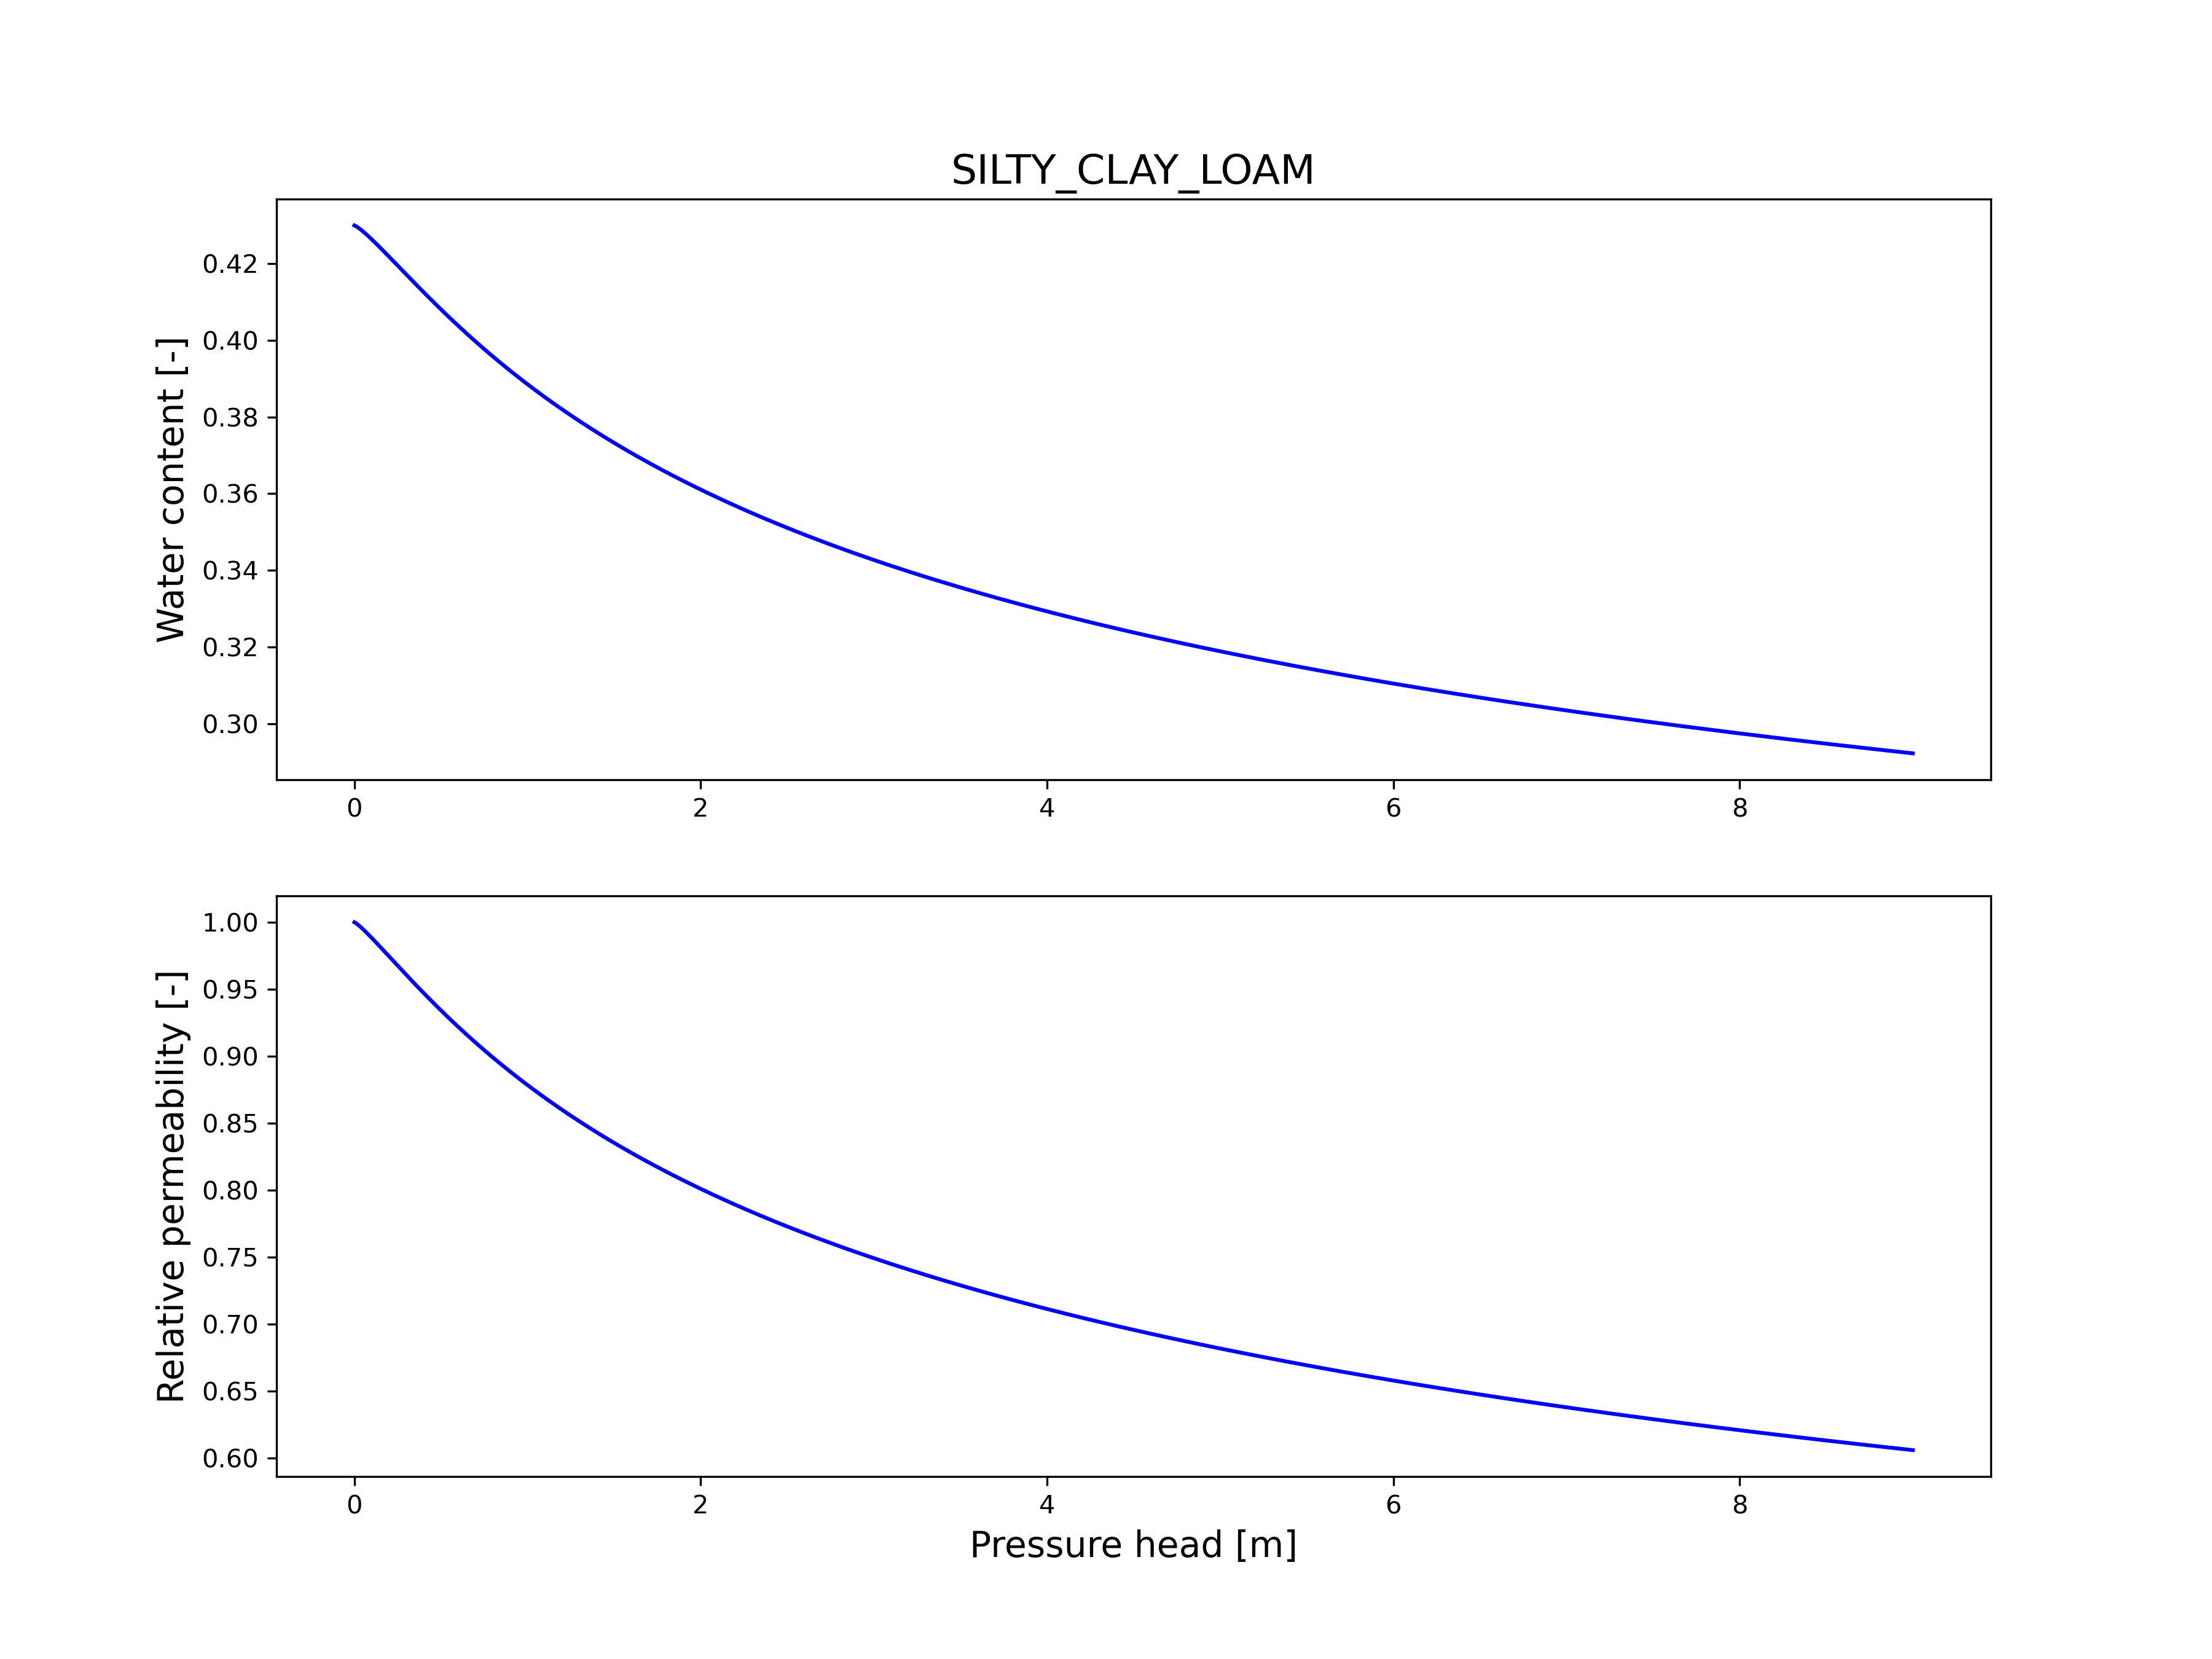 SILTY_CLAY_LOAM
Water content [-]
0.42
0.40
0.38
0.36
0.34
0.32
0.30
0 2 4 6 8
Relative permeability [-]
1.00
0.95
0.90
0.85
0.80
0.75
0.70
0.65
0.60
0 2 4 6 8
Pressure head [m]